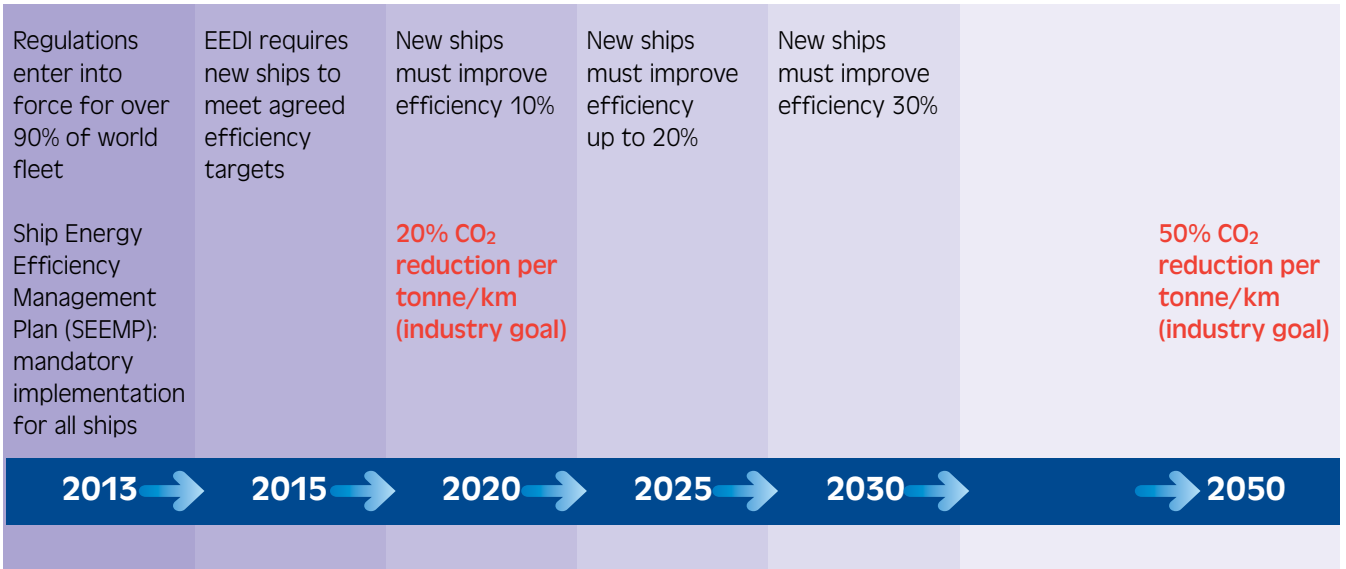 Regulations
enter into
force for over
90% of world
fleet
Ship Energy
Efficiency
Management
Plan (SEEMP):
mandatory
implementation
for all ships
EEDI requires
new ships to
meet agreed
efficiency
targets
New ships
must improve
efficiency 10%
20% CO₂
reduction per
tonne/km
(industry goal)
New ships
must improve
efficiency
up to 20%
New ships
must improve
efficiency 30%
50% CO₂
reduction per
tonne/km
(industry goal)
2013 2015 2020 2025 2030 2050